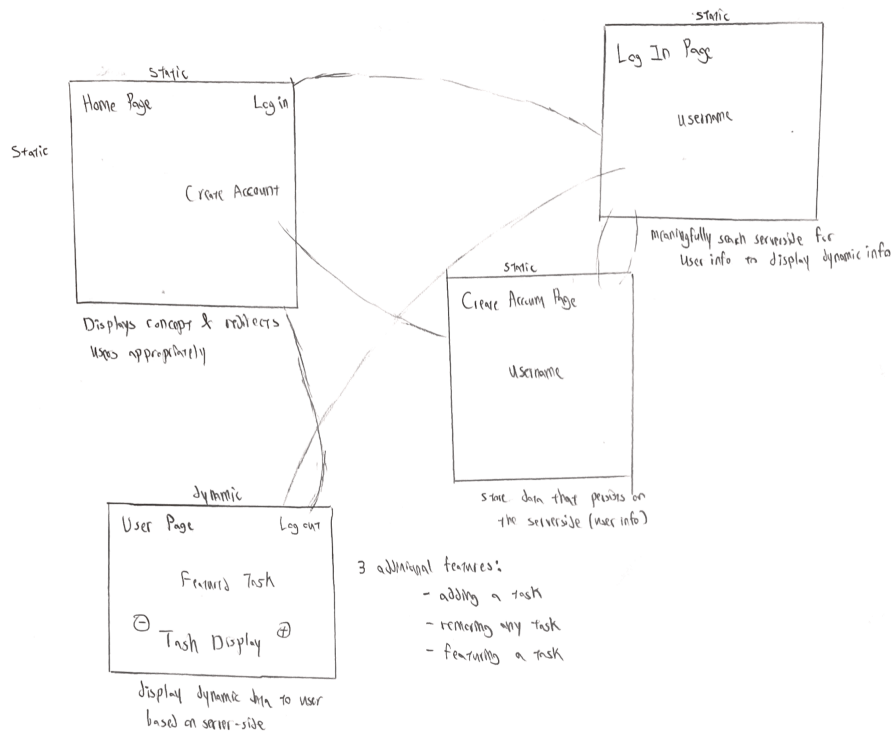 Static
Home Page
Log in
Static
Create Account
Displays concept & redirects
users appropriately
Static
Log In Page
Username
meaningfully search serverside for
user info to display dynamic info
Static
Create Account Page
Username
store data that persists on
the serverside (user info)
dynamic
User Page
Log out
Featured Task
- Task Display +
display dynamic data to user
based on server-side
3 additional features:
- adding a task
- removing any task
- featuring a task